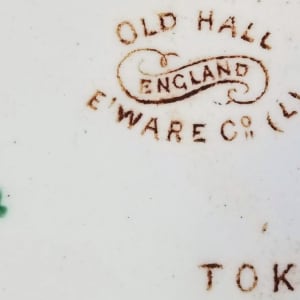 OLD HALL
ENGLAND
E'WARE Co (L
TOK